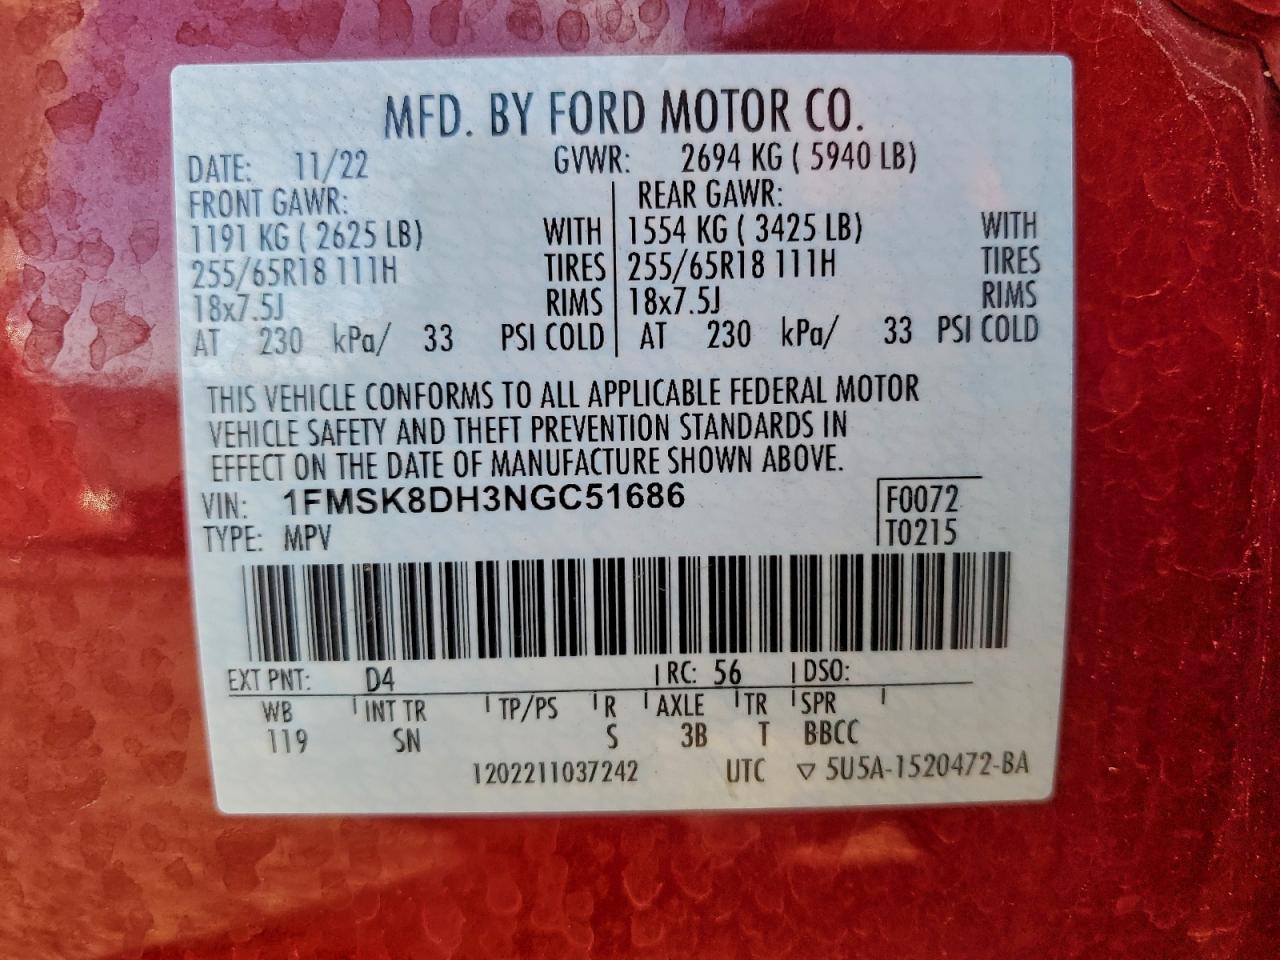 MFD. BY FORD MOTOR CO.
DATE: 11/22 GVWR: 2694 KG ( 5940 LB)
FRONT GAWR: REAR GAWR:
1191 KG ( 2625 LB) WITH 1554 KG ( 3425 LB) WITH
255/65R18 111H TIRES 255/65R18 111H TIRES
18x7.5J RIMS 18x7.5J RIMS
AT 230 kPa/ 33 PSI COLD AT 230 kPa/ 33 PSI COLD
THIS VEHICLE CONFORMS TO ALL APPLICABLE FEDERAL MOTOR
VEHICLE SAFETY AND THEFT PREVENTION STANDARDS IN
EFFECT ON THE DATE OF MANUFACTURE SHOWN ABOVE.
VIN: 1FMSK8DH3NGC51686 F0072
TYPE: MPV T0215
EXT PNT: D4 RC: 56 DSO:
WB INT TR TP/PS R AXLE TR SPR
119 SN S 3B T BBCC
1202211037242 UTC ▽ 5U5A-1520472-BA